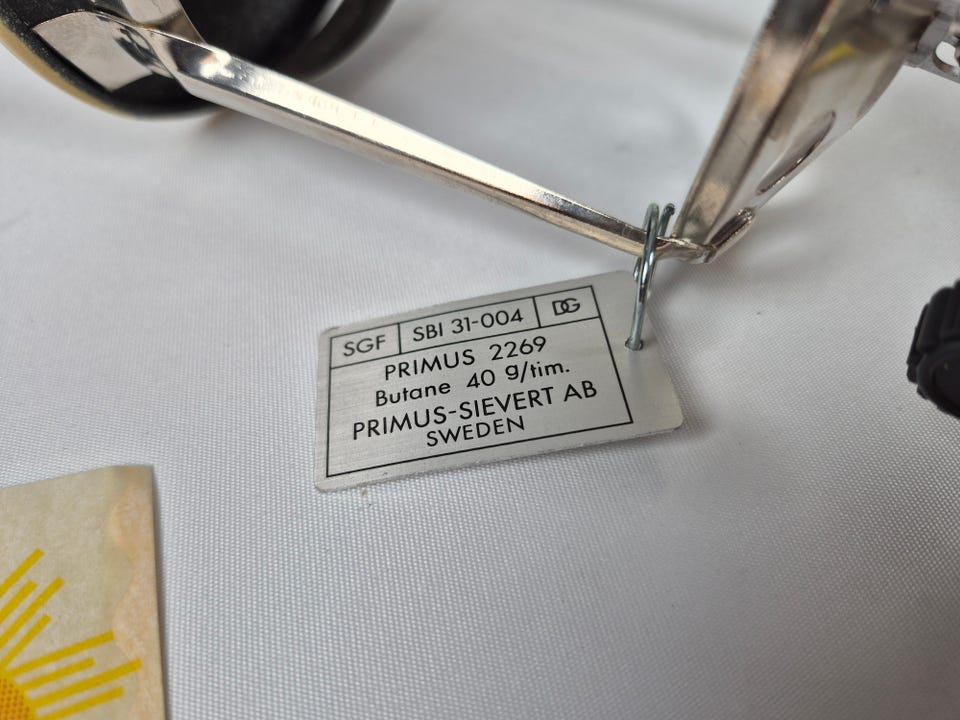 SGF SBI 31-004 DG
PRIMUS 2269
Butane 40 g/tim.
PRIMUS-SIEVERT AB
SWEDEN